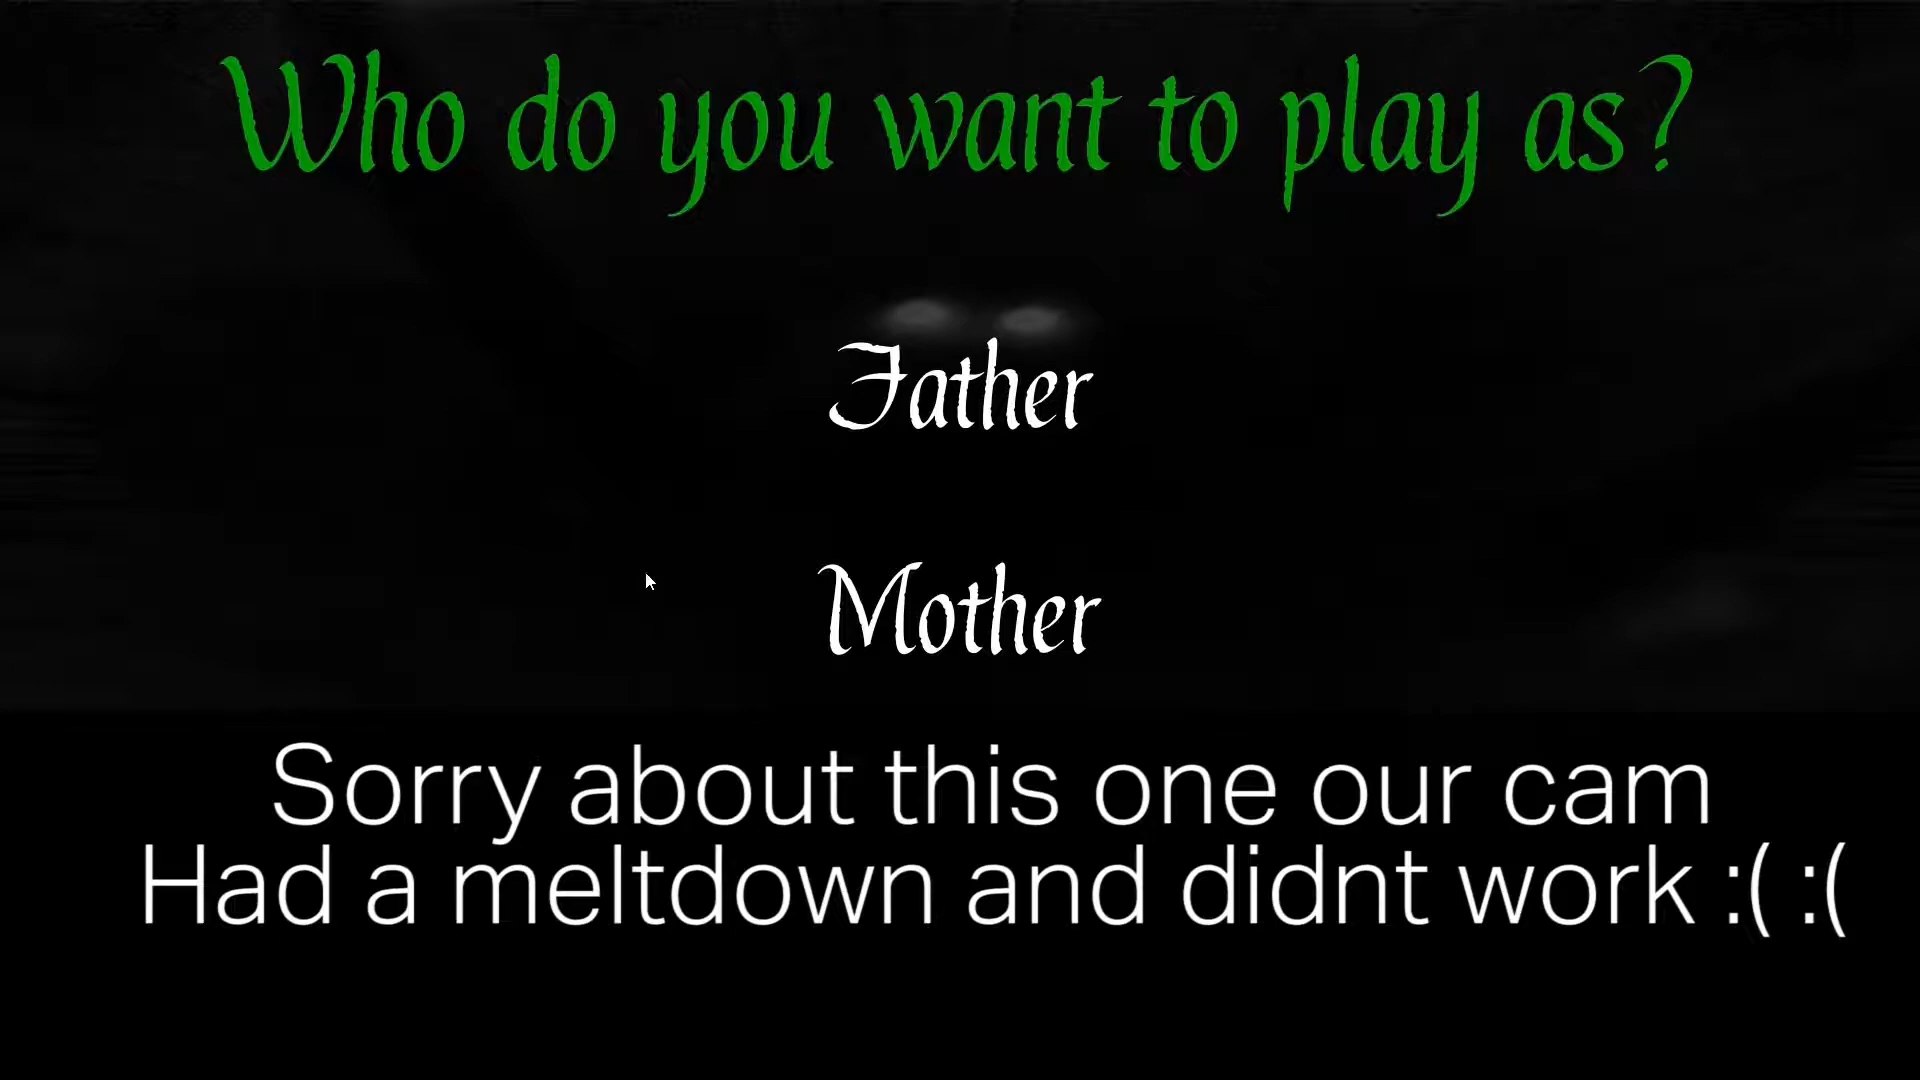 Who do you want to play as?
Father
Mother
Sorry about this one our cam
Had a meltdown and didnt work :( :(